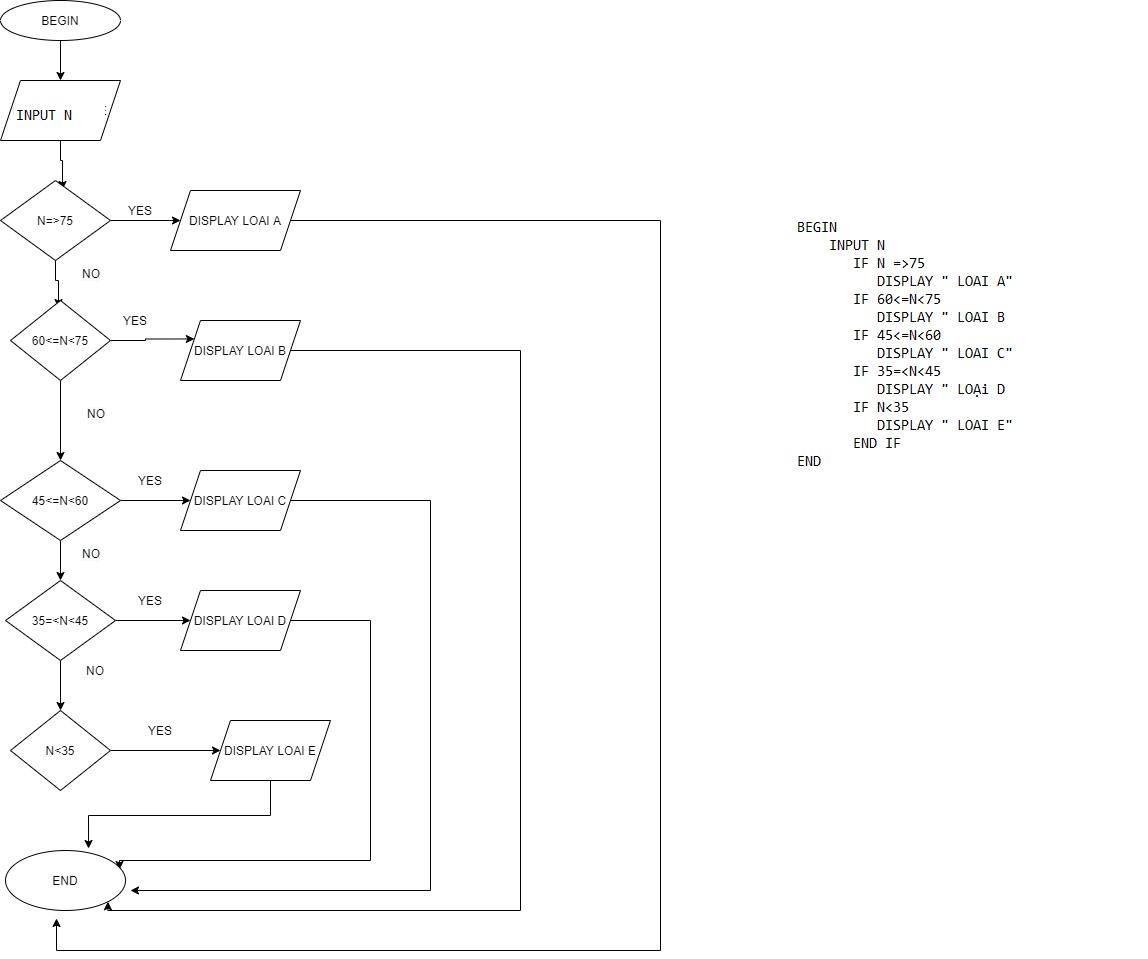 BEGIN
INPUT N
N=>75
YES
DISPLAY LOAI A
NO
60<=N<75
YES
DISPLAY LOAI B
NO
45<=N<60
YES
DISPLAY LOAI C
NO
35=<N<45
YES
DISPLAY LOAI D
NO
N<35
YES
DISPLAY LOAI E
END
BEGIN
INPUT N
IF N =>75
DISPLAY " LOAI A"
IF 60<=N<75
DISPLAY " LOAI B
IF 45<=N<60
DISPLAY " LOAI C"
IF 35=<N<45
DISPLAY " LOẠi D
IF N<35
DISPLAY " LOAI E"
END IF
END